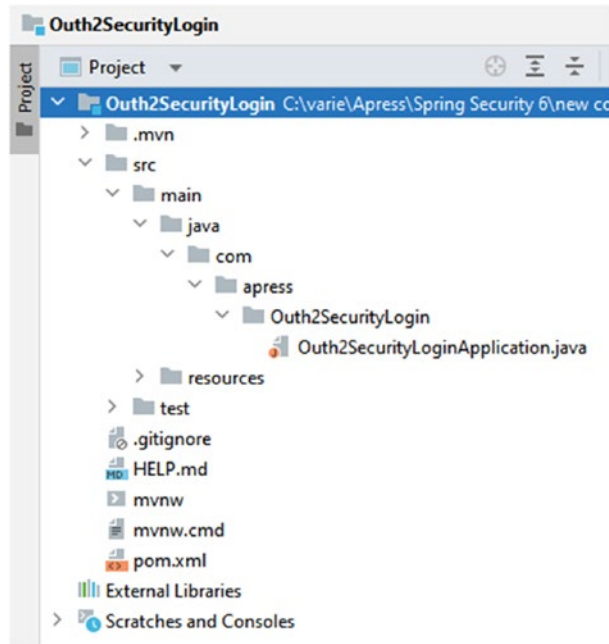 Outh2SecurityLogin
Project
Project
Outh2SecurityLogin C:\varie\Apress\Spring Security 6\new co
.mvn
src
main
java
com
apress
Outh2SecurityLogin
Outh2SecurityLoginApplication.java
resources
test
.gitignore
MD HELP.md
mvnw
mvnw.cmd
pom.xml
External Libraries
Scratches and Consoles